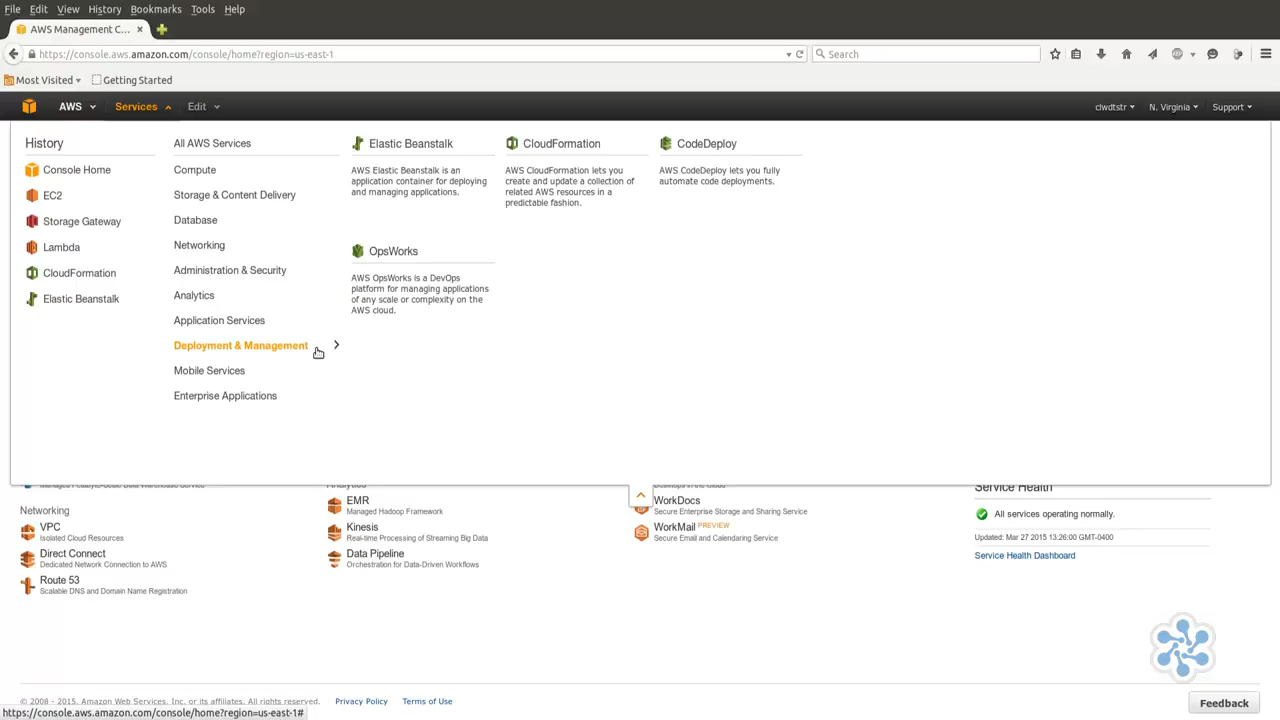 File Edit View History Bookmarks Tools Help
AWS Management C... ×
https://console.aws.amazon.com/console/home?region=us-east-1
Search
Most Visited
Getting Started
AWS Services Edit
clwdtstr N. Virginia Support
History
Console Home
EC2
Storage Gateway
Lambda
CloudFormation
Elastic Beanstalk
All AWS Services
Compute
Storage & Content Delivery
Database
Networking
Administration & Security
Analytics
Application Services
Deployment & Management
Mobile Services
Enterprise Applications
Elastic Beanstalk
AWS Elastic Beanstalk is an
application container for deploying
and managing applications.
CloudFormation
AWS CloudFormation lets you
create and update a collection of
related AWS resources in a
predictable fashion.
CodeDeploy
AWS CodeDeploy lets you fully
automate code deployments.
OpsWorks
AWS OpsWorks is a DevOps
platform for managing applications
of any scale or complexity on the
AWS cloud.
Networking
VPC
Isolated Cloud Resources
Direct Connect
Dedicated Network Connection to AWS
Route 53
Scalable DNS and Domain Name Registration
EMR
Managed Hadoop Framework
Kinesis
Real-time Processing of Streaming Big Data
Data Pipeline
Orchestration for Data-Driven Workflows
WorkDocs
Secure Enterprise Storage and Sharing Service
WorkMail PREVIEW
Secure Email and Calendaring Service
Service Health
All services operating normally.
Updated: Mar 27 2015 13:26:00 GMT-0400
Service Health Dashboard
© 2008 - 2015, Amazon Web Services, Inc. or its affiliates. All rights reserved. Privacy Policy Terms of Use
Feedback
https://console.aws.amazon.com/console/home?region=us-east-1#